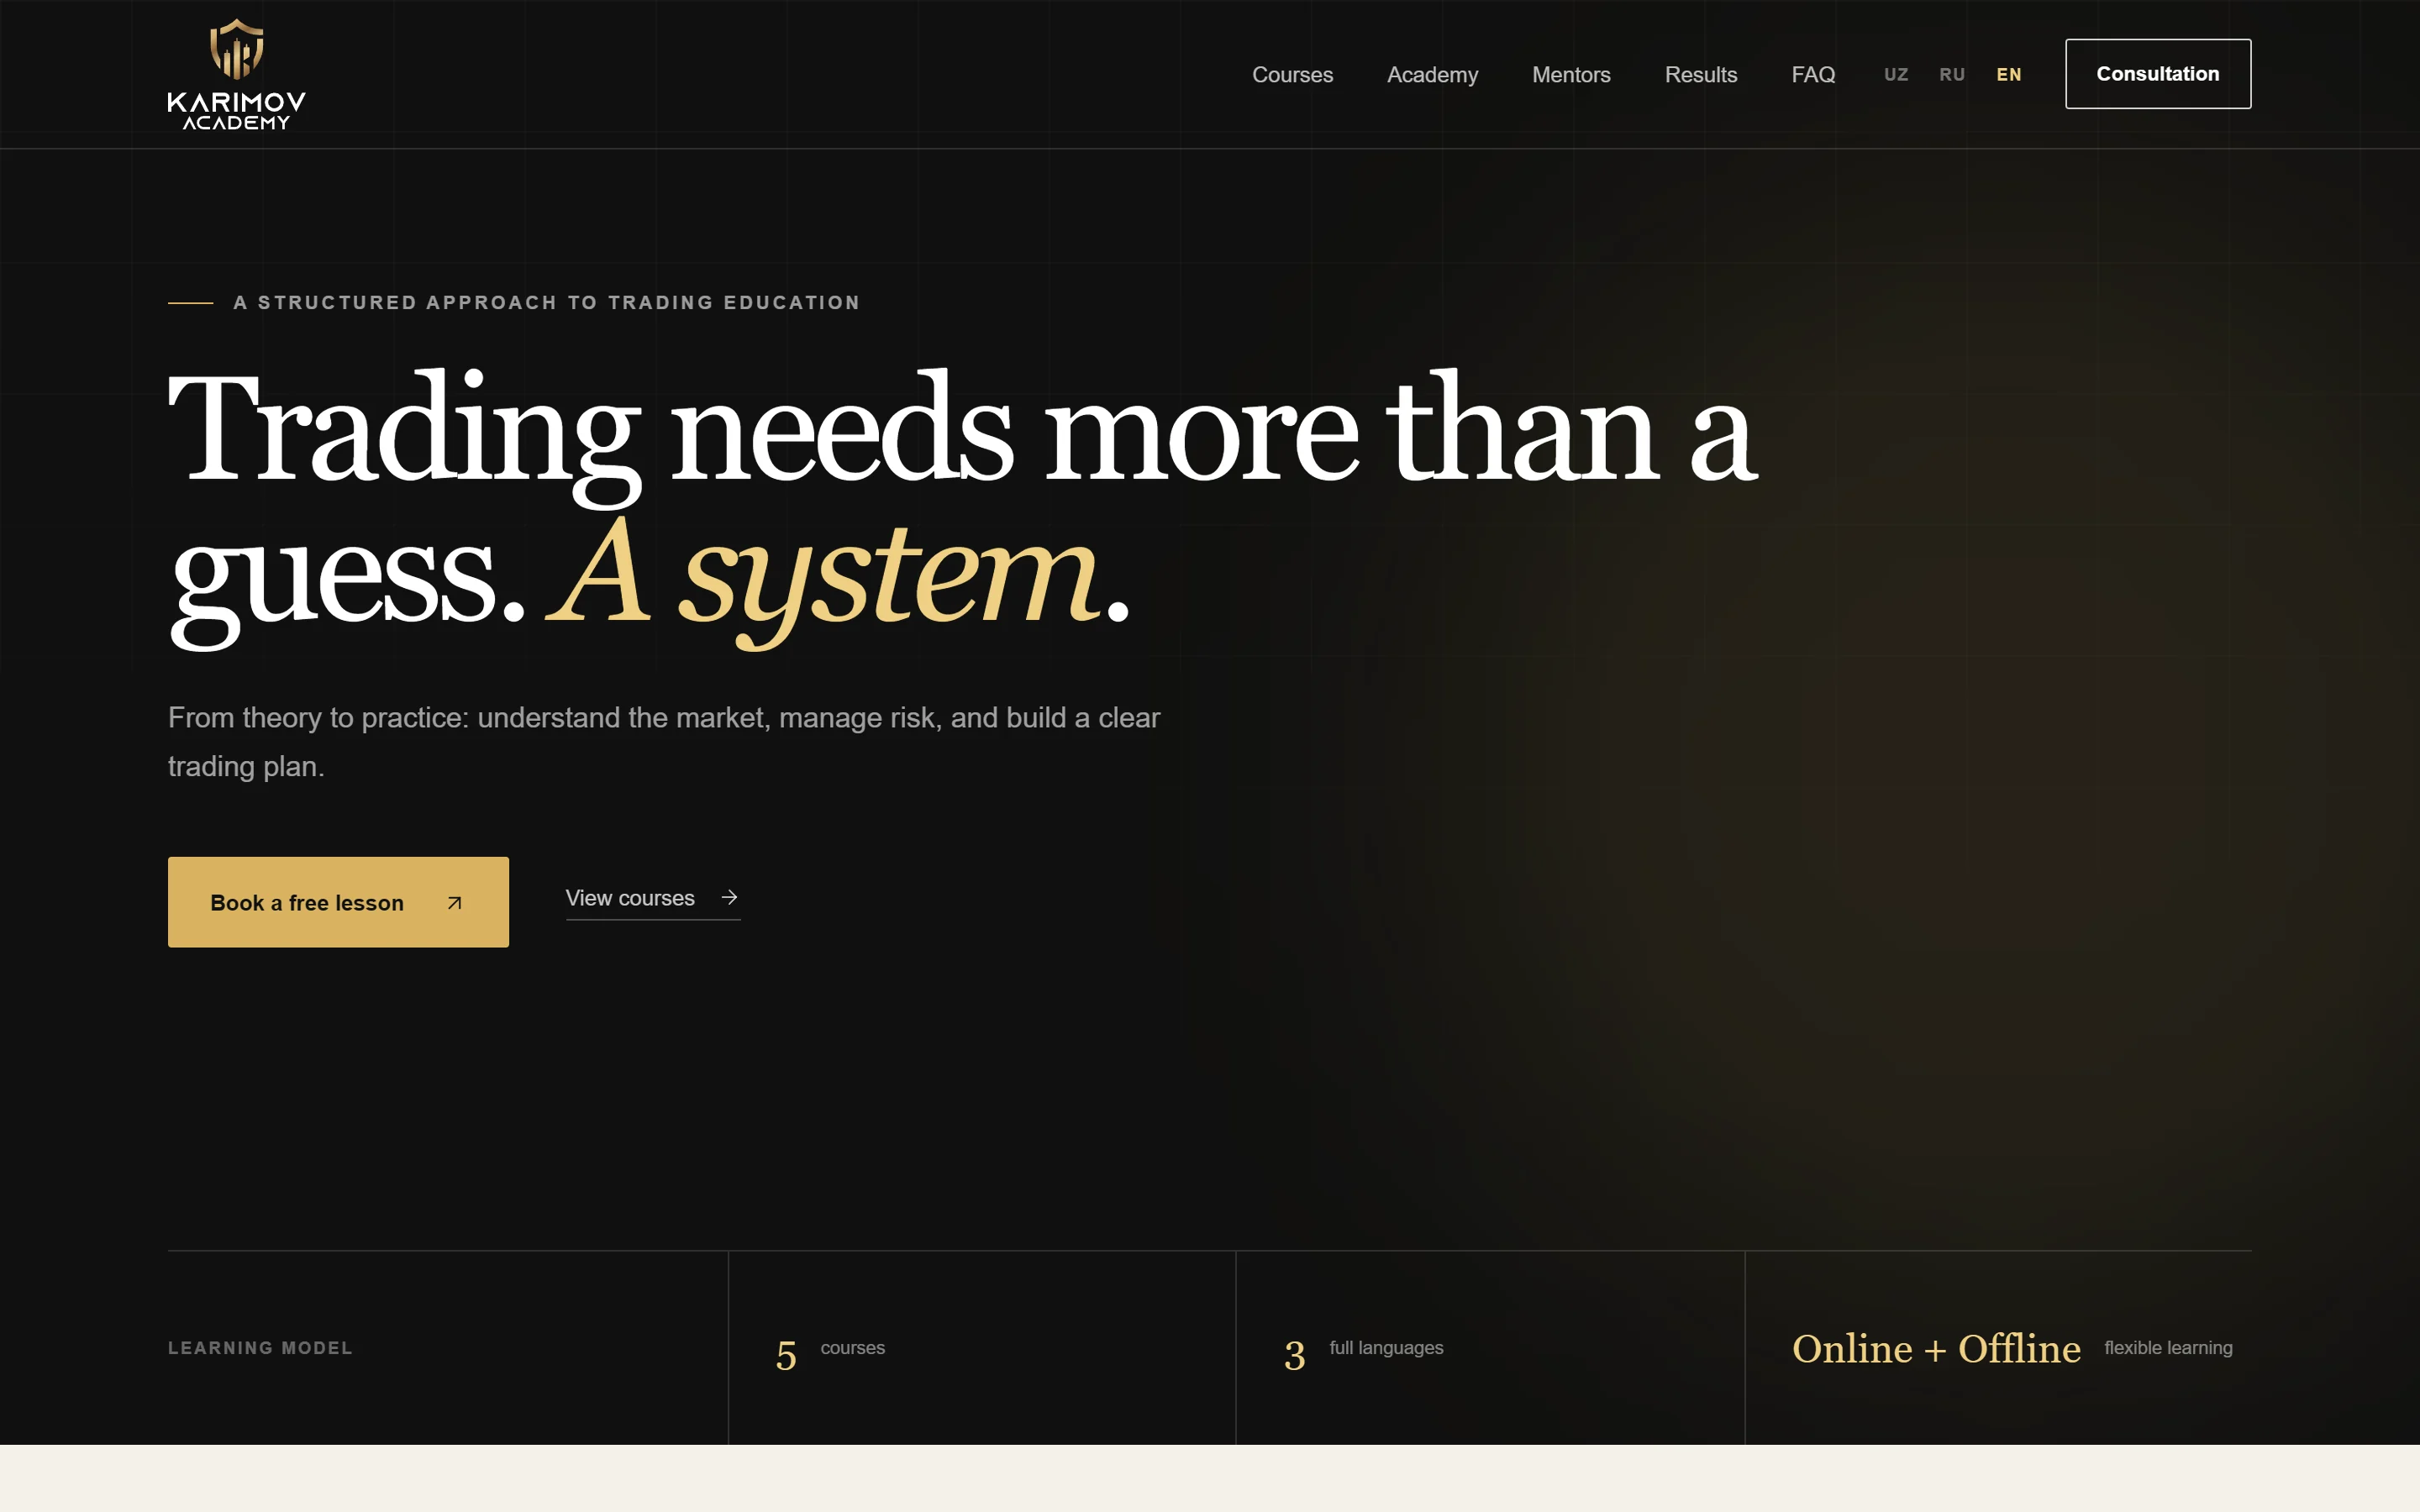 KARIMOV
ACADEMY
Courses Academy Mentors Results FAQ UZ RU EN Consultation
A STRUCTURED APPROACH TO TRADING EDUCATION
Trading needs more than a
guess. A system.
From theory to practice: understand the market, manage risk, and build a clear
trading plan.
Book a free lesson View courses
LEARNING MODEL 5 courses 3 full languages Online + Offline flexible learning